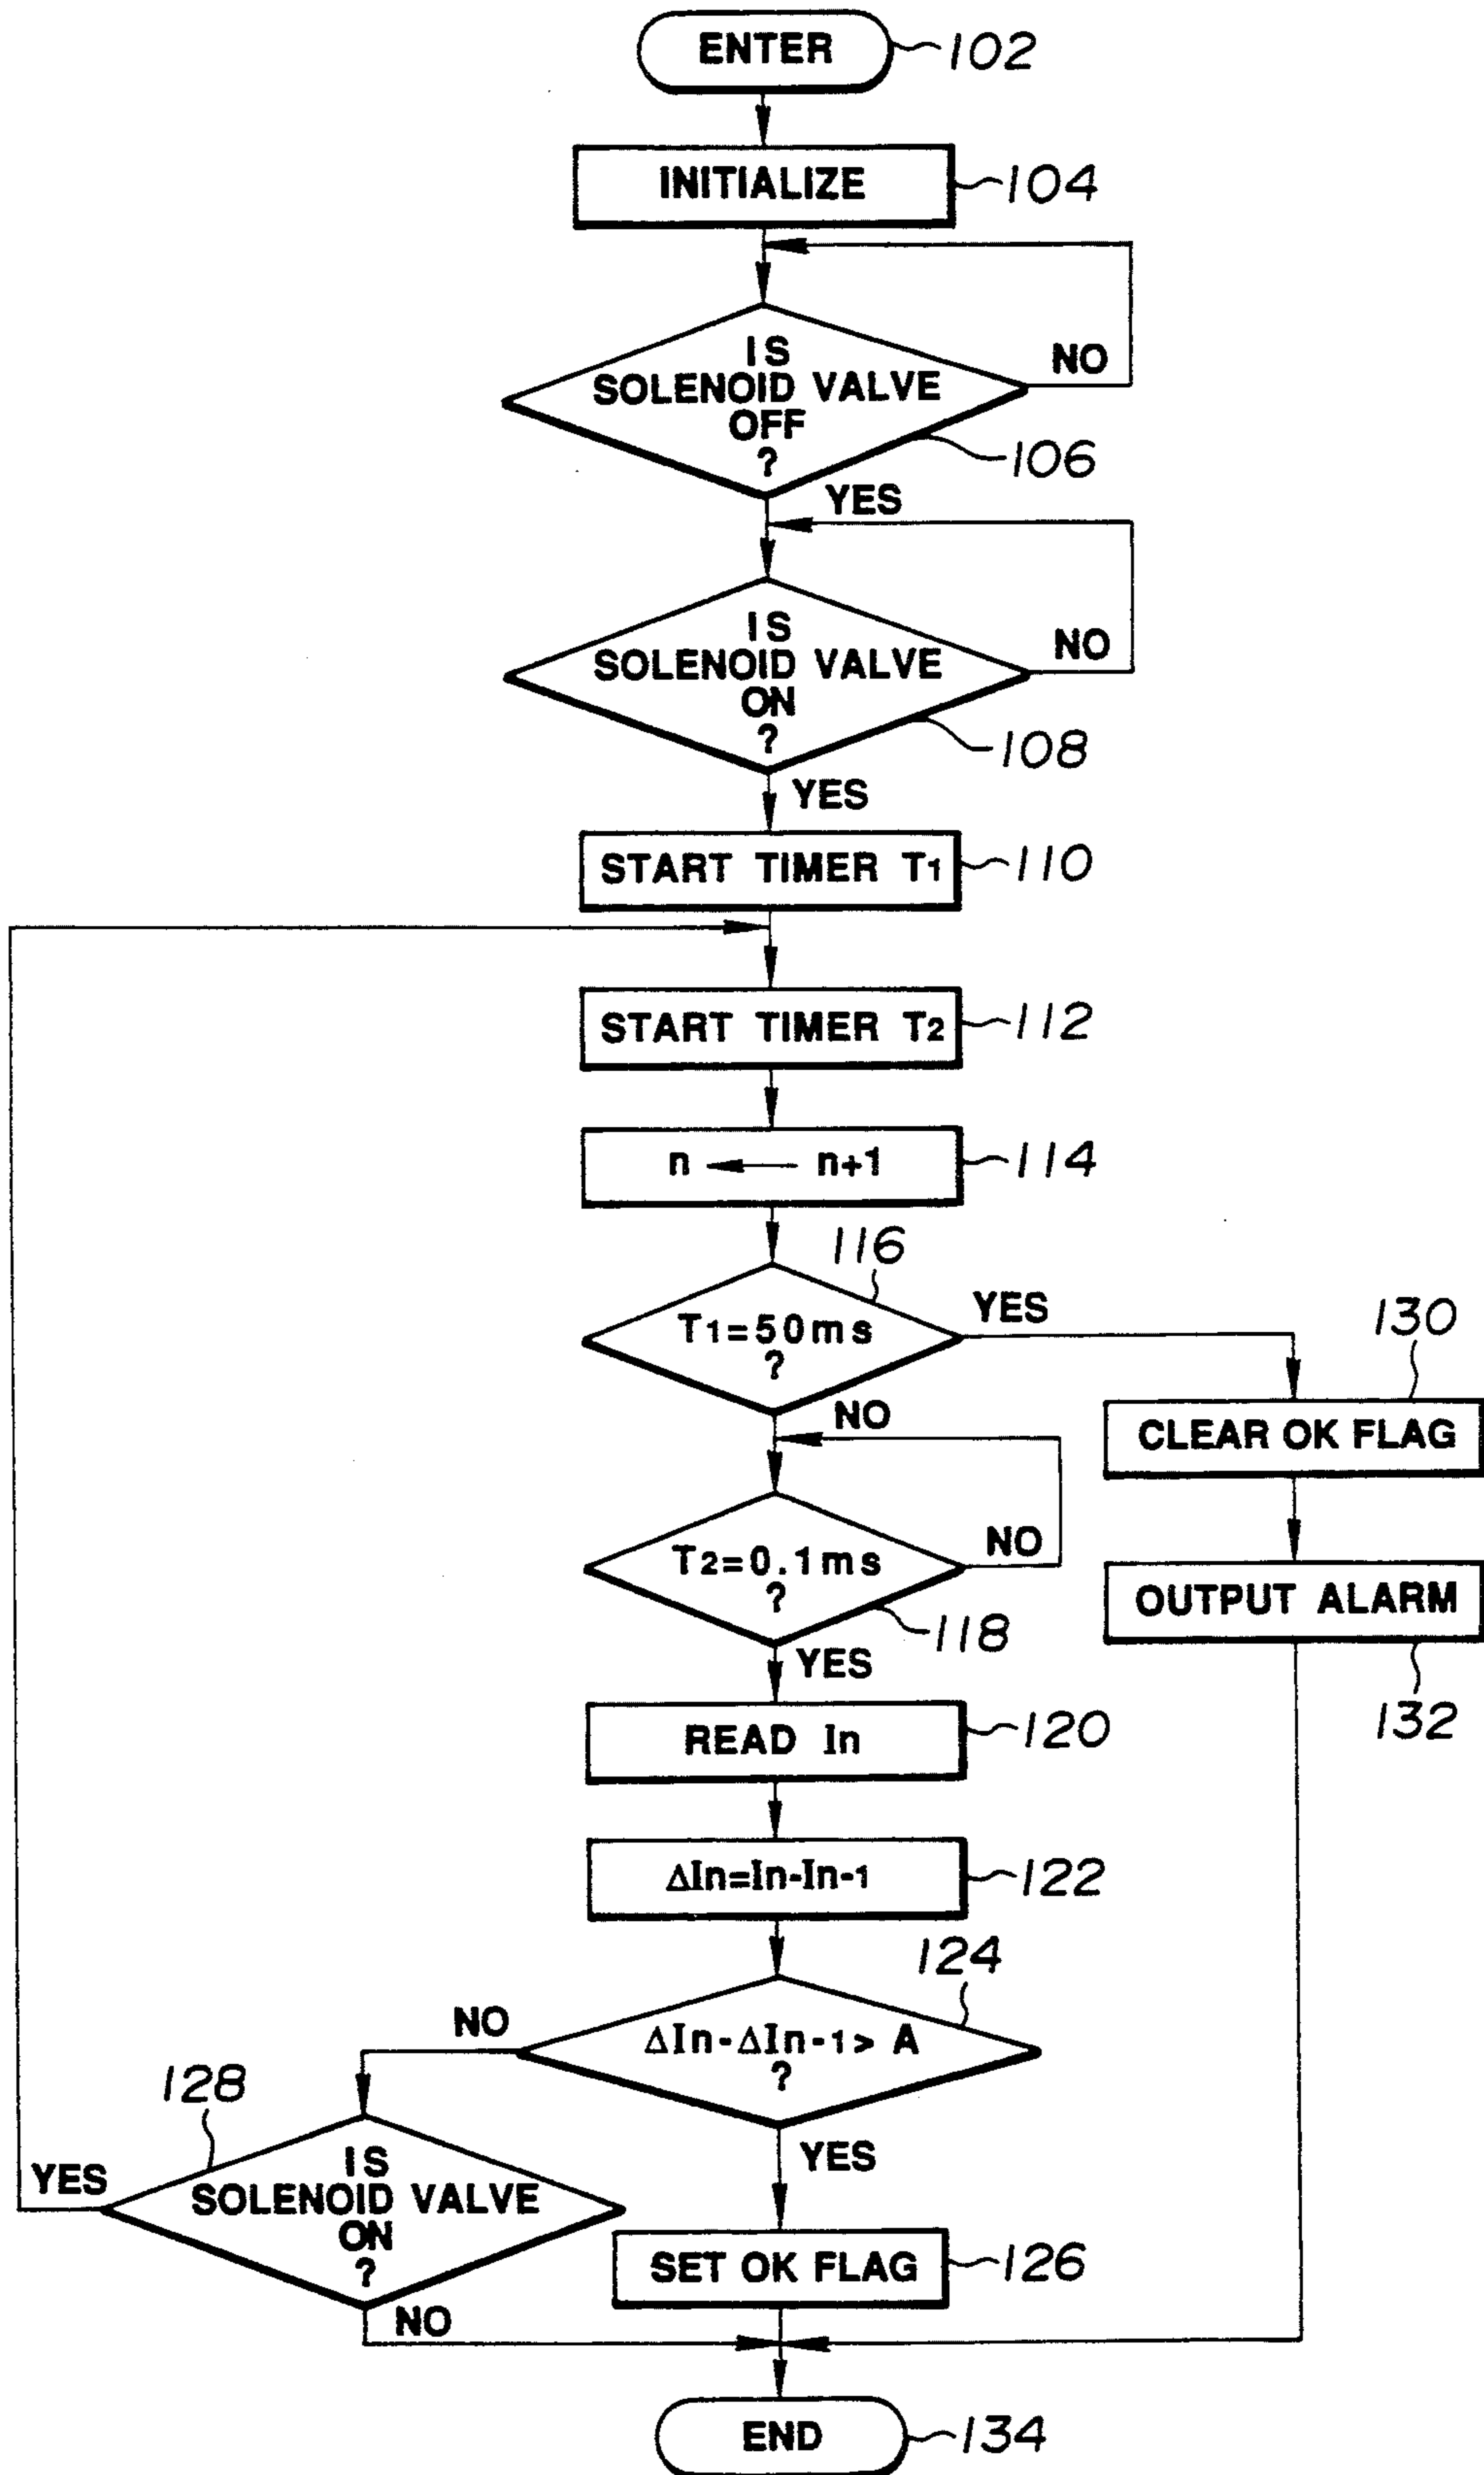 ENTER
102
INITIALIZE
104
IS
SOLENOID VALVE
OFF
?
NO
106
YES
IS
SOLENOID VALVE
ON
?
NO
108
YES
START TIMER T1
110
START TIMER T2
112
n ← n+1
114
116
T1=50ms
?
YES
NO
130
CLEAR OK FLAG
T2=0.1ms
?
NO
118
YES
OUTPUT ALARM
132
READ In
120
ΔIn=In-In-1
122
124
ΔIn-ΔIn-1> A
?
NO
YES
128
IS
SOLENOID VALVE
ON
?
YES
NO
SET OK FLAG
126
END
134